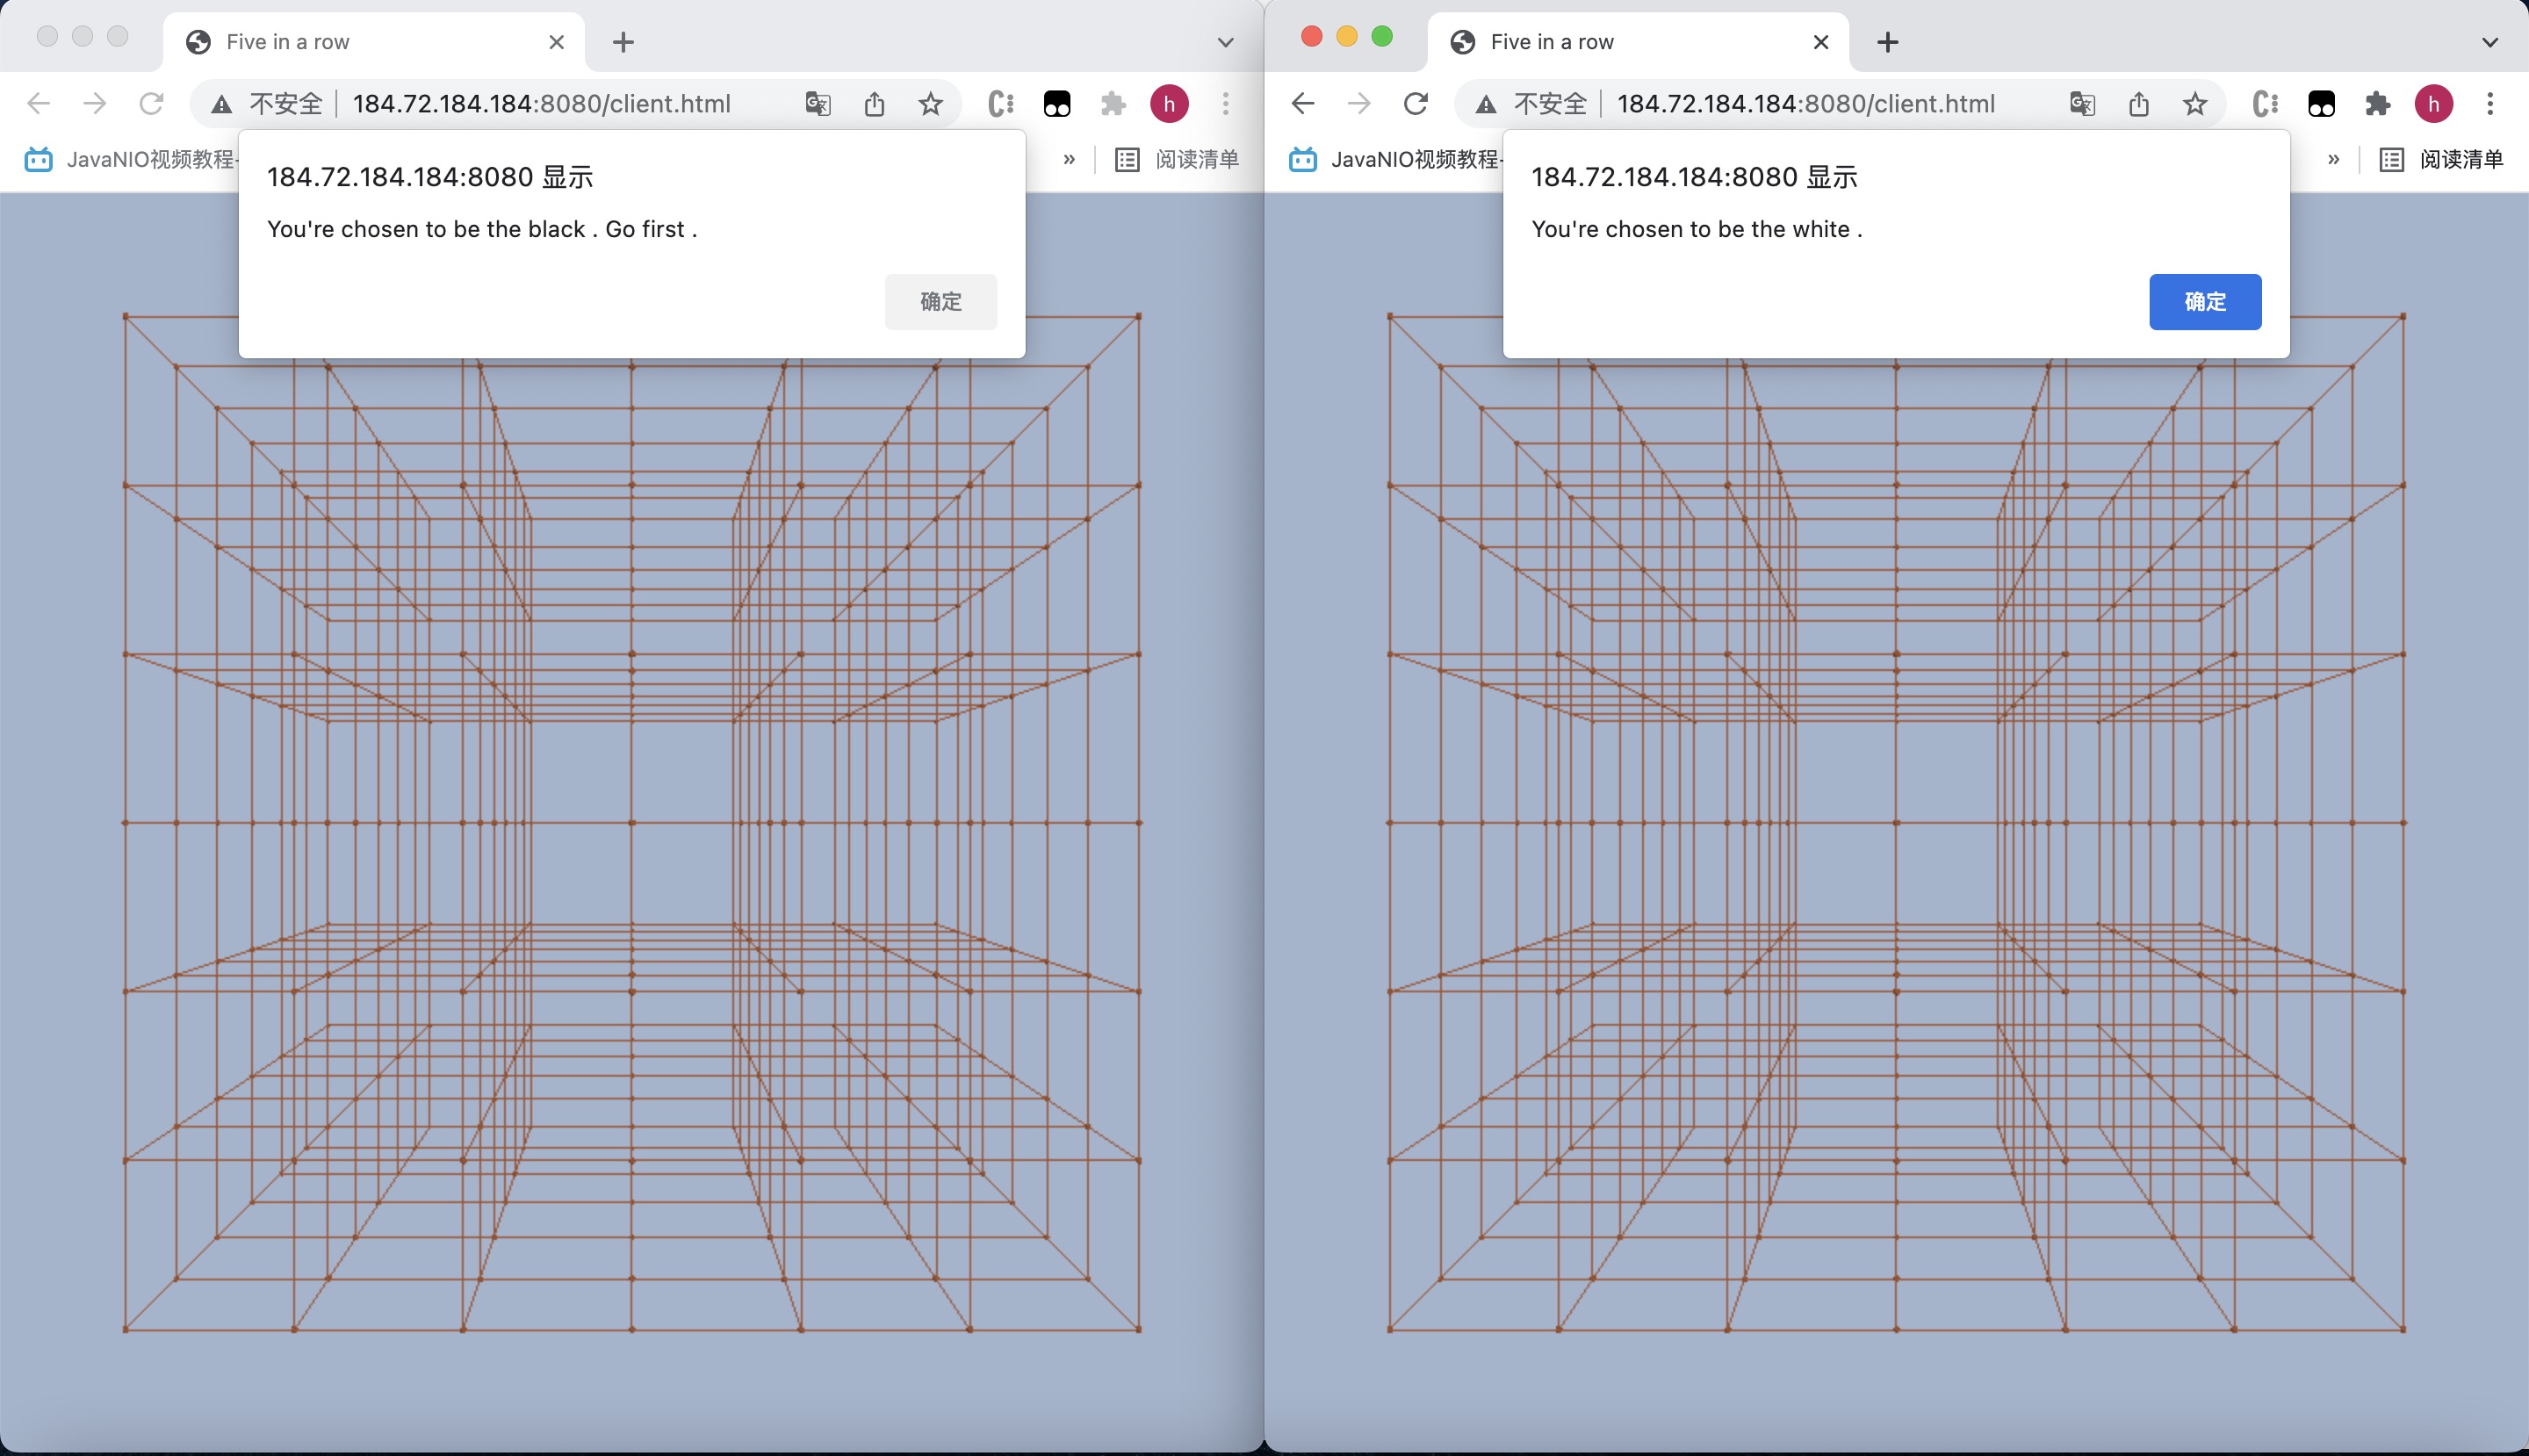 Five in a row
不安全 184.72.184.184:8080/client.html
h
JavaNIO视频教程-
»
阅读清单
184.72.184.184:8080 显示
You're chosen to be the black . Go first .
确定
Five in a row
不安全 184.72.184.184:8080/client.html
h
JavaNIO视频教程-
»
阅读清单
184.72.184.184:8080 显示
You're chosen to be the white .
确定